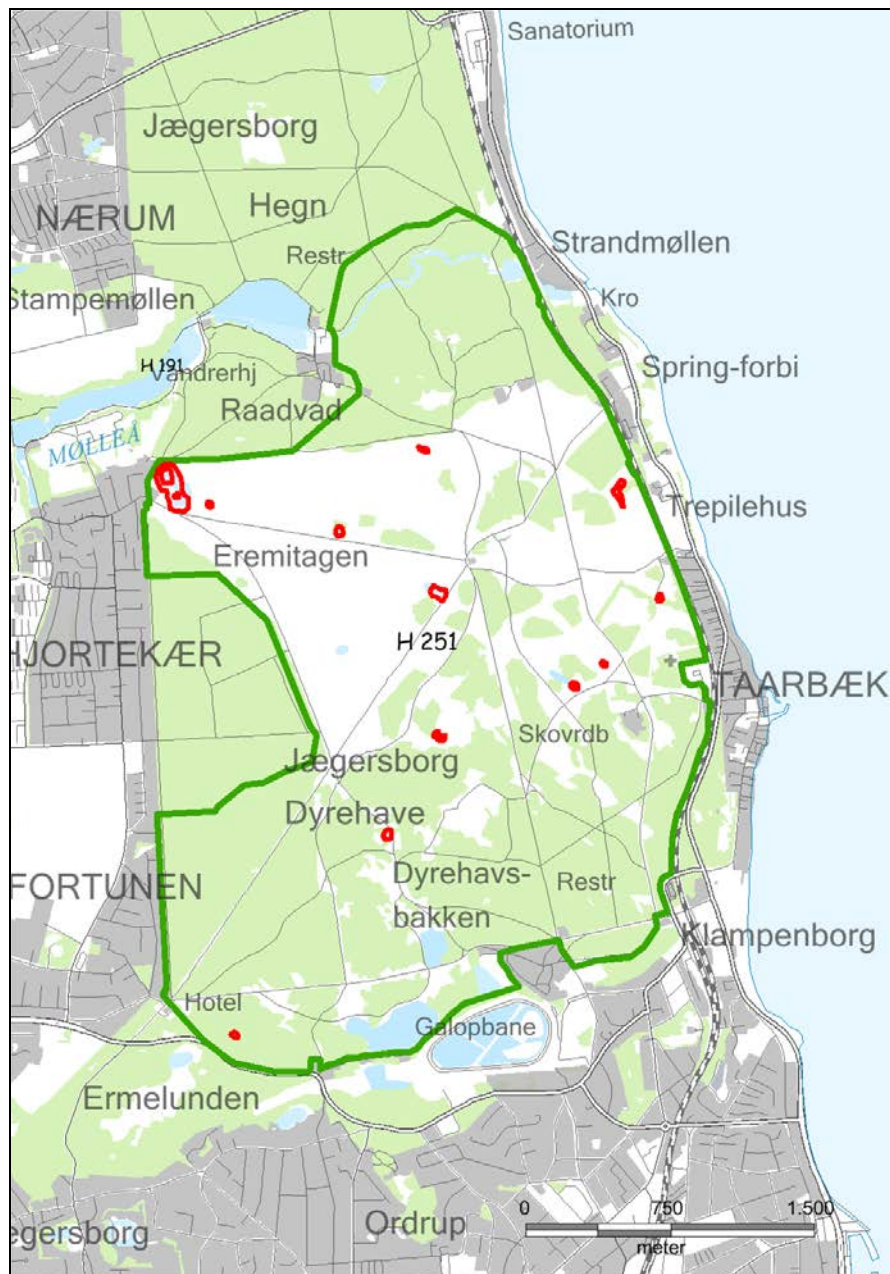 Sanatorium
Jægersborg
Hegn
NÆRUM
Restr
Strandmøllen
Stampemøllen
Kro
H 191
Vandrerhj
Spring-forbi
Raadvad
MØLLEÅ
Trepilehus
Eremitagen
H 251
HJORTEKÆR
TAARBÆK
Skovrdb
Jægersborg
Dyrehave
Dyrehavs-
bakken
Restr
FORTUNEN
Klampenborg
Hotel
Galopbane
Ermelunden
Ordrup
egersborg
0 750 1.500
meter